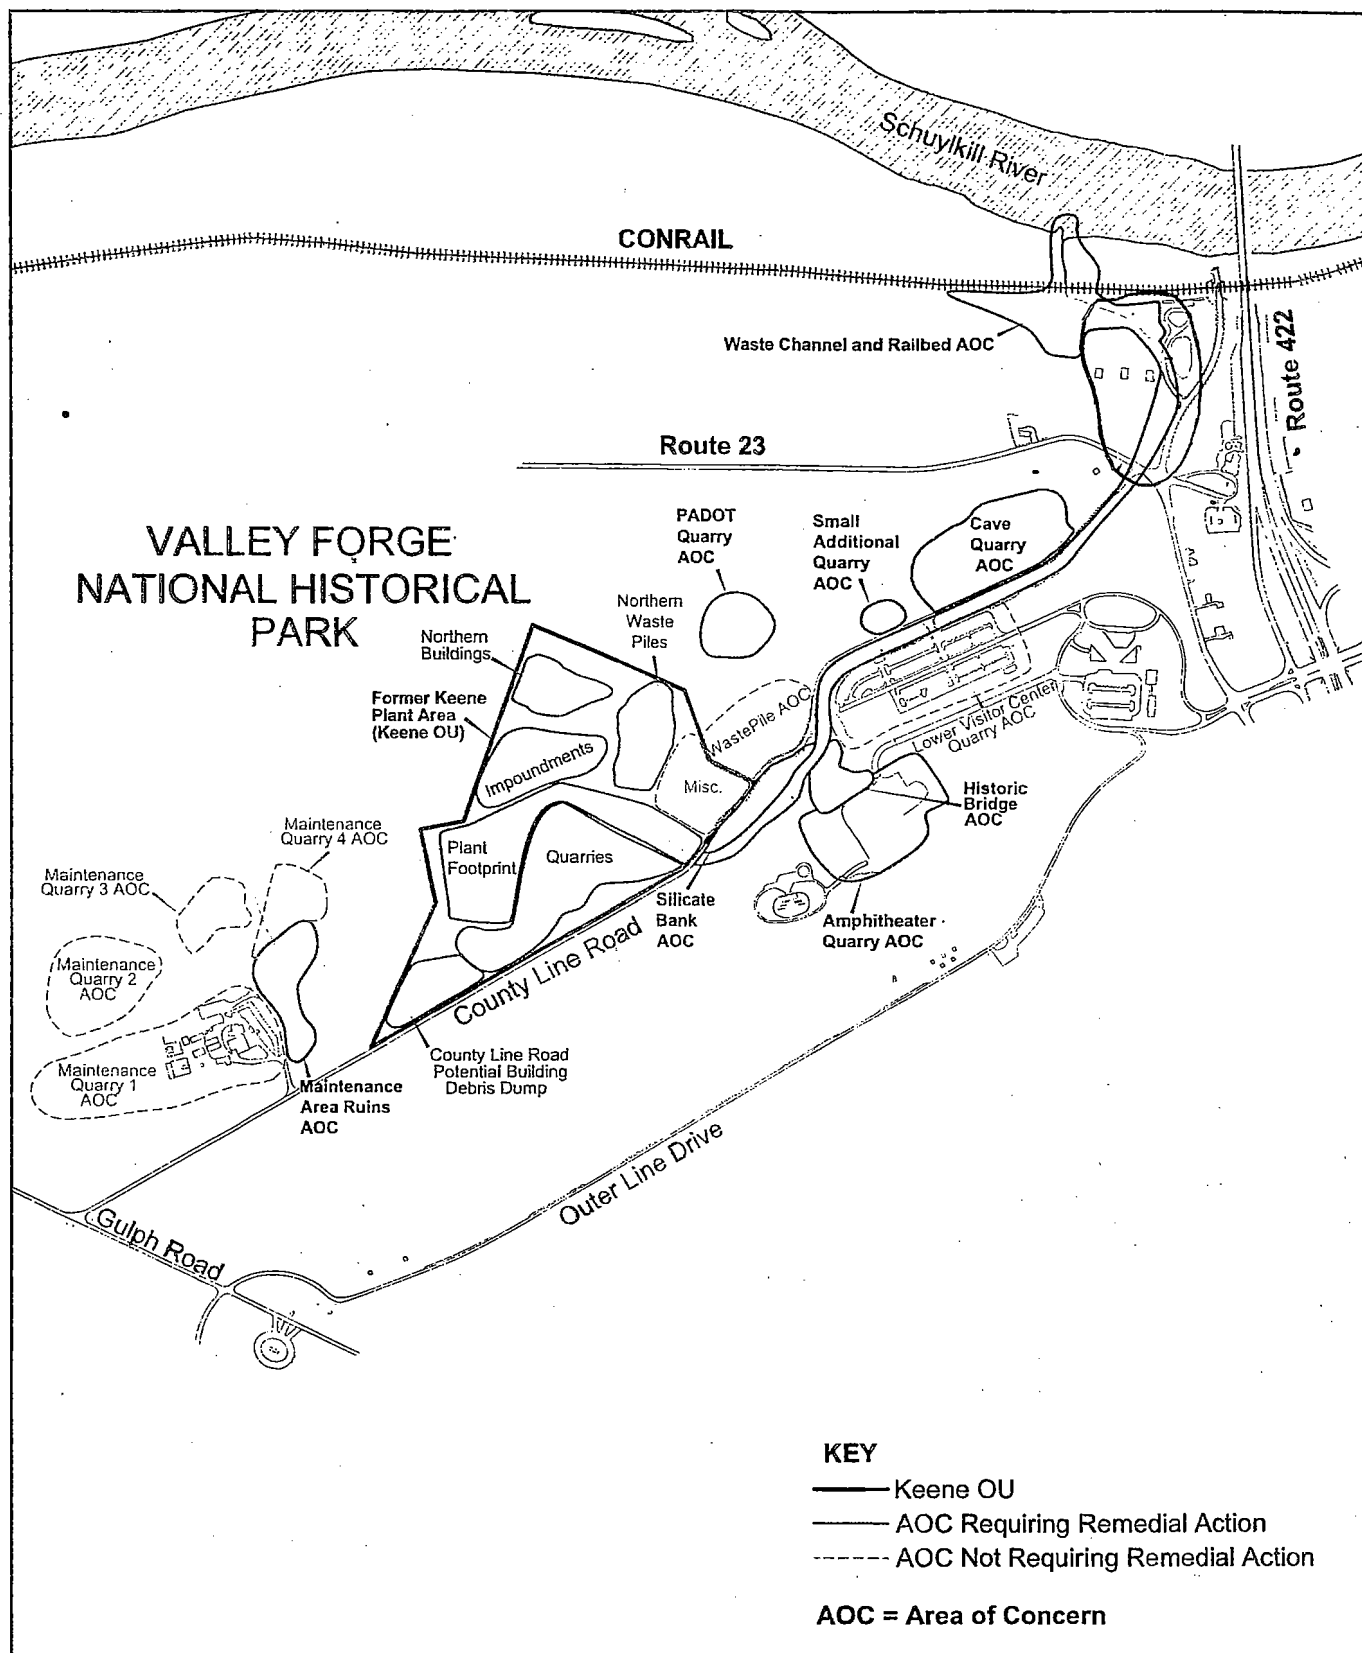 Schuylkill River
CONRAIL
Waste Channel and Railbed AOC
Route 422
Route 23
VALLEY FORGE
NATIONAL HISTORICAL
PARK
PADOT
Quarry
AOC
Small
Additional
Quarry
AOC
Cave
Quarry
AOC
Northern
Waste
Piles
Northern
Buildings
Former Keene
Plant Area
(Keene OU)
Impoundments
WastePile AOC
Misc.
Lower Visitor Center
Quarry AOC
Historic
Bridge
AOC
Plant
Footprint
Quarries
Silicate
Bank
AOC
Amphitheater
Quarry AOC
Maintenance
Quarry 4 AOC
Maintenance
Quarry 3 AOC
Maintenance
Quarry 2
AOC
Maintenance
Quarry 1
AOC
Maintenance
Area Ruins
AOC
County Line Road
County Line Road
Potential Building
Debris Dump
Outer Line Drive
Gulph Road
KEY
Keene OU
AOC Requiring Remedial Action
AOC Not Requiring Remedial Action
AOC = Area of Concern